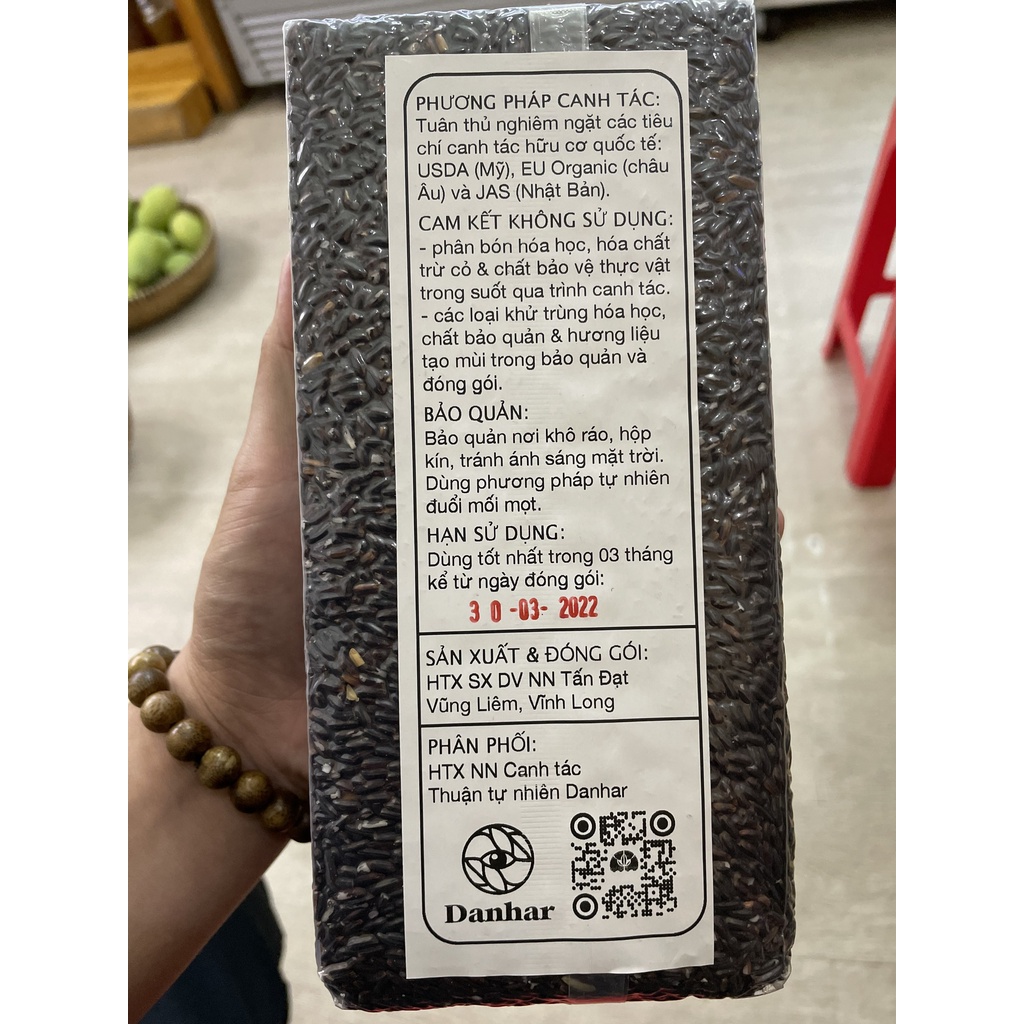 PHƯƠNG PHÁP CANH TÁC:
Tuân thủ nghiêm ngặt các tiêu
chí canh tác hữu cơ quốc tế:
USDA (Mỹ), EU Organic (châu
Âu) và JAS (Nhật Bản).
CAM KẾT KHÔNG SỬ DỤNG:
- phân bón hóa học, hóa chất
trừ cỏ & chất bảo vệ thực vật
trong suốt qua trình canh tác.
- các loại khử trùng hóa học,
chất bảo quản & hương liệu
tạo mùi trong bảo quản và
đóng gói.
BẢO QUẢN:
Bảo quản nơi khô ráo, hộp
kín, tránh ánh sáng mặt trời.
Dùng phương pháp tự nhiên
đuổi mối mọt.
HẠN SỬ DỤNG:
Dùng tốt nhất trong 03 tháng
kể từ ngày đóng gói:
30-03-2022
SẢN XUẤT & ĐÓNG GÓI:
HTX SX DV NN Tấn Đạt
Vũng Liêm, Vĩnh Long
PHÂN PHỐI:
HTX NN Canh tác
Thuận tự nhiên Danhar
Danhar